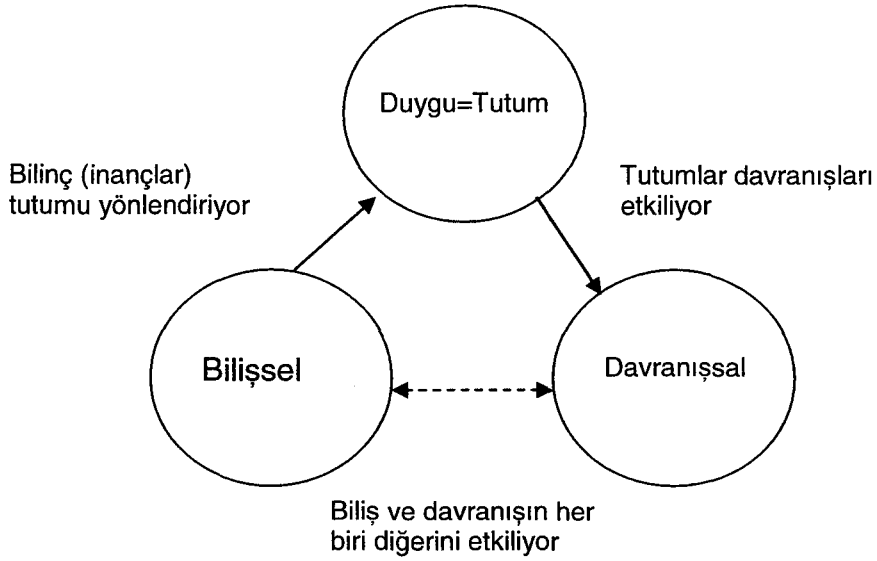 Duygu=Tutum
Bilinç (inançlar)
tutumu yönlendiriyor
Tutumlar davranışları
etkiliyor
Bilişsel
Davranışsal
Biliş ve davranışın her
biri diğerini etkiliyor